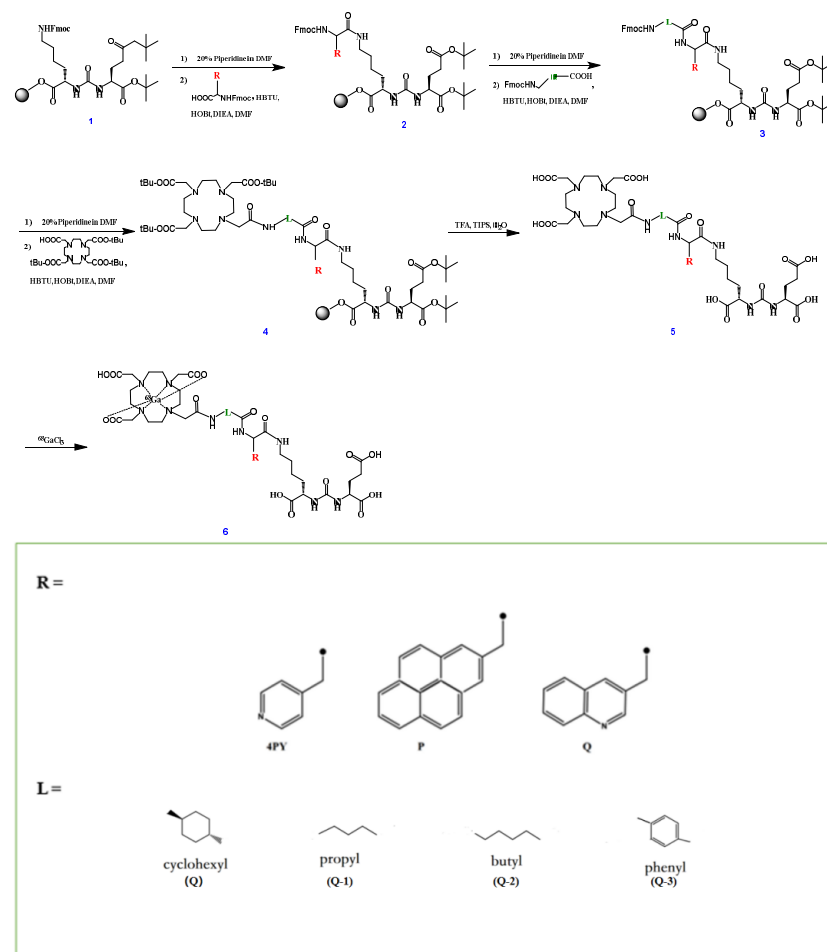 NHFmoc
1) 20% Piperidine in DMF
2)
R
HOOC NHFmoc, HBTU,
HOBt, DIEA, DMF
1
FmocHN
O
NH
R
2
1) 20% Piperidine in DMF
2) FmocHN COOH ,
HBTU, HOBt, DIEA, DMF
FmocHN L O
HN O
NH
R
3
1) 20% Piperidine in DMF
2) HOOC COO-tBu
tBu-OOC COO-tBu ,
HBTU, HOBt, DIEA, DMF
tBu-OOC COO-tBu
tBu-OOC
N N
N N
O
NH L O
HN O
NH
R
4
TFA, TIPS, H2O
HOOC COOH
HOOC
N N
N N
O
N
H
L O
HN O
NH
R
OH
HO OH
5
68GaCl3
HOOC COO
OOC
N N
68Ga
N N
O
N
H
L O
HN O
NH
R
OH
HO OH
6
R =
N
4PY
P
N
Q
L =
cyclohexyl propyl butyl phenyl
(Q) (Q-1) (Q-2) (Q-3)